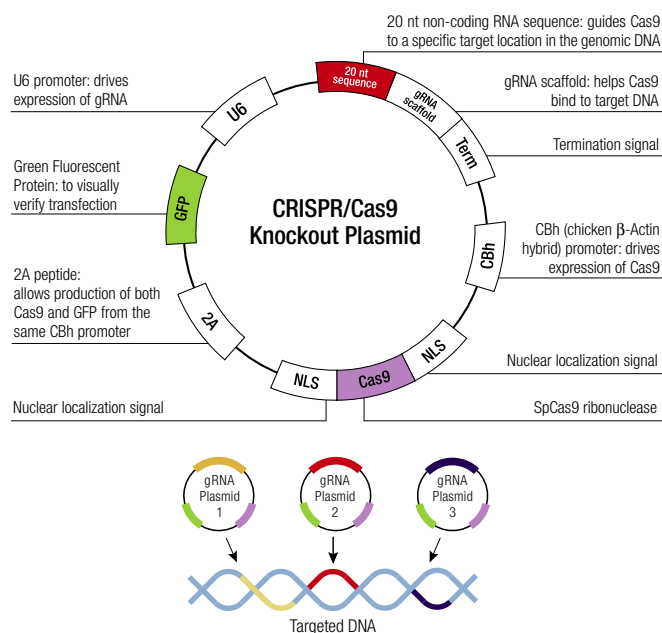 20 nt non-coding RNA sequence: guides Cas9
to a specific target location in the genomic DNA
U6 promoter: drives
expression of gRNA
gRNA scaffold: helps Cas9
bind to target DNA
Termination signal
Green Fluorescent
Protein: to visually
verify transfection
CBh (chicken β-Actin
hybrid) promoter: drives
expression of Cas9
2A peptide:
allows production of both
Cas9 and GFP from the
same CBh promoter
Nuclear localization signal
Nuclear localization signal
SpCas9 ribonuclease
20 nt
sequence
gRNA
scaffold
Term
CBh
NLS
Cas9
NLS
2A
GFP
U6
CRISPR/Cas9
Knockout Plasmid
gRNA
Plasmid
1
gRNA
Plasmid
2
gRNA
Plasmid
3
Targeted DNA